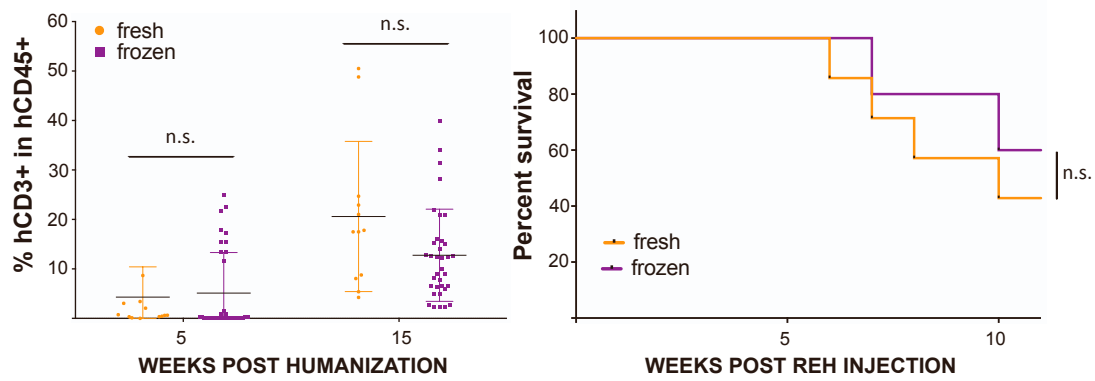 % hCD3+ in hCD45+
60
50
40
30
20
10
fresh
frozen
n.s.
n.s.
5
15
WEEKS POST HUMANIZATION
Percent survival
100
80
60
40
20
fresh
frozen
n.s.
5
10
WEEKS POST REH INJECTION